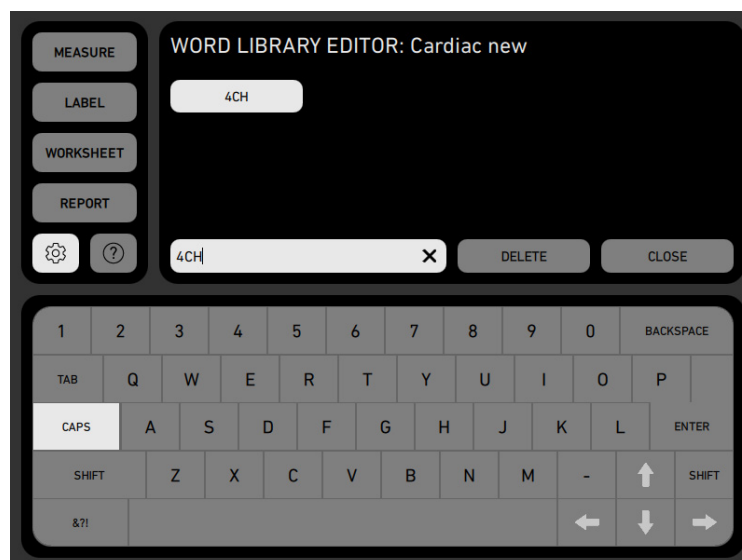 MEASURE
LABEL
WORKSHEET
REPORT
?
WORD LIBRARY EDITOR: Cardiac new
4CH
4CH
DELETE CLOSE
1 2 3 4 5 6 7 8 9 0 BACKSPACE
TAB Q W E R T Y U I O P
CAPS A S D F G H J K L ENTER
SHIFT Z X C V B N M - SHIFT
&?!